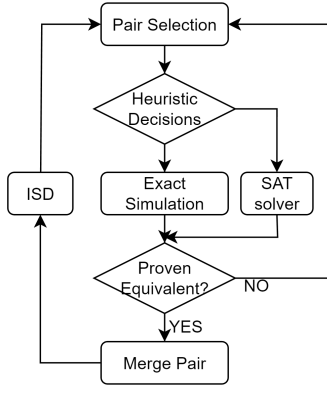 Pair Selection
Heuristic
Decisions
ISD
Exact
Simulation
SAT
solver
Proven
Equivalent?
NO
YES
Merge Pair